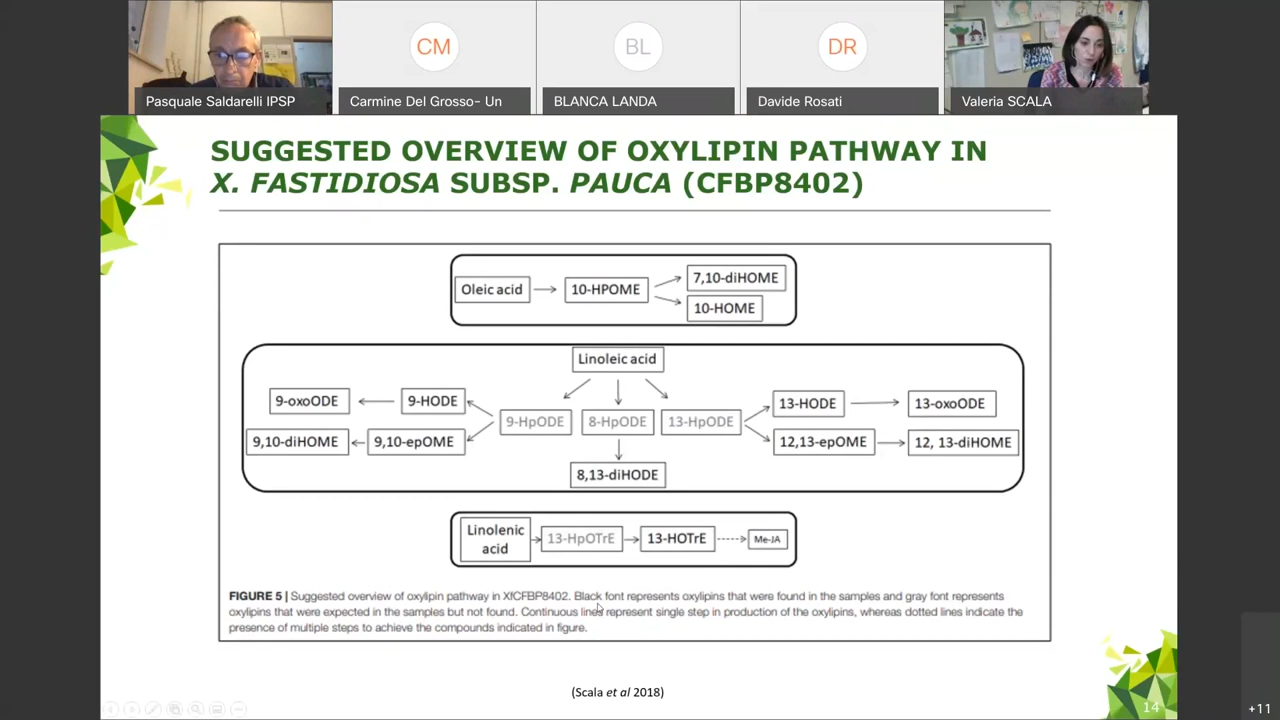 CM
BL
DR
Pasquale Saldarelli IPSP
Carmine Del Grosso- Un
BLANCA LANDA
Davide Rosati
Valeria SCALA
SUGGESTED OVERVIEW OF OXYLIPIN PATHWAY IN
X. FASTIDIOSA SUBSP. PAUCA (CFBP8402)
Oleic acid
10-HPOME
7,10-diHOME
10-HOME
Linoleic acid
9-oxoODE
9-HODE
9-HpODE
8-HpODE
13-HpODE
13-HODE
13-oxoODE
9,10-diHOME
9,10-epOME
12,13-epOME
12, 13-diHOME
8,13-diHODE
Linolenic
acid
13-HpOTrE
13-HOTrE
Me-JA
FIGURE 5 | Suggested overview of oxylipin pathway in XfCFBP8402. Black font represents oxylipins that were found in the samples and gray font represents
oxylipins that were expected in the samples but not found. Continuous lines represent single step in production of the oxylipins, whereas dotted lines indicate the
presence of multiple steps to achieve the compounds indicated in figure.
(Scala et al 2018)
14
+11